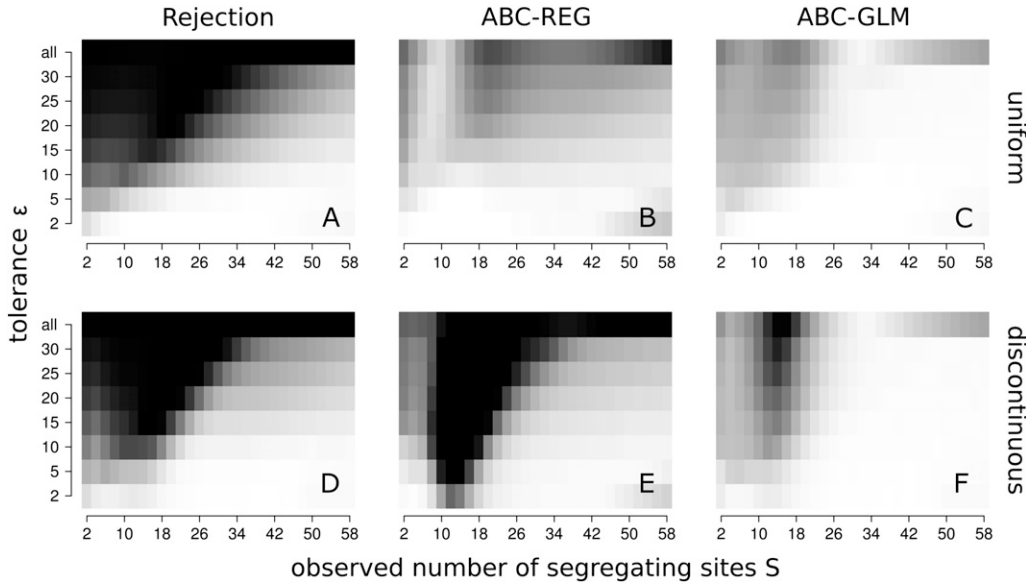 Rejection ABC-REG ABC-GLM
all
30
25
20
15
10
5
2
A B C
uniform
2 10 18 26 34 42 50 58 2 10 18 26 34 42 50 58 2 10 18 26 34 42 50 58
tolerance ε
all
30
25
20
15
10
5
2
D E F
discontinuous
2 10 18 26 34 42 50 58 2 10 18 26 34 42 50 58 2 10 18 26 34 42 50 58
observed number of segregating sites S